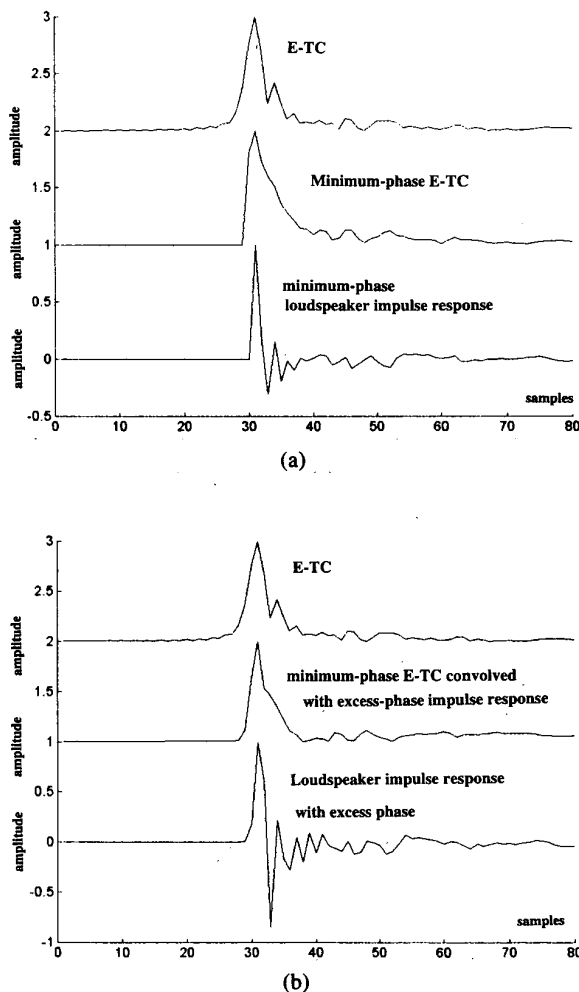 3
E-TC
2.5
amplitude
2
1.5
Minimum-phase E-TC
amplitude
1
0.5
minimum-phase
loudspeaker impulse response
amplitude
0
samples
-0.5
0 10 20 30 40 50 60 70 80
(a)
3
E-TC
2.5
amplitude
2
1.5
minimum-phase E-TC convolved
with excess-phase impulse response
amplitude
1
0.5
Loudspeaker impulse response
with excess phase
amplitude
0
-0.5
samples
-1
0 10 20 30 40 50 60 70 80
(b)